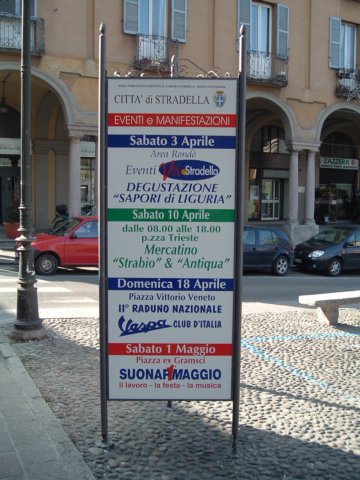 CITTA' di STRADELLA
EVENTI e MANIFESTAZIONI
Sabato 3 Aprile
Area Rondò
Eventi Stradella
DEGUSTAZIONE
"SAPORI di LIGURIA"
Sabato 10 Aprile
dalle 08.00 alle 18.00
p.zza Trieste
Mercatino
"Strabio" & "Antiqua"
Domenica 18 Aprile
Piazza Vittorio Veneto
II° RADUNO NAZIONALE
Vespa CLUB D'ITALIA
Sabato 1 Maggio
Piazza ex Gramsci
SUONAR1MAGGIO
il lavoro - la festa - la musica
ZAZZERA